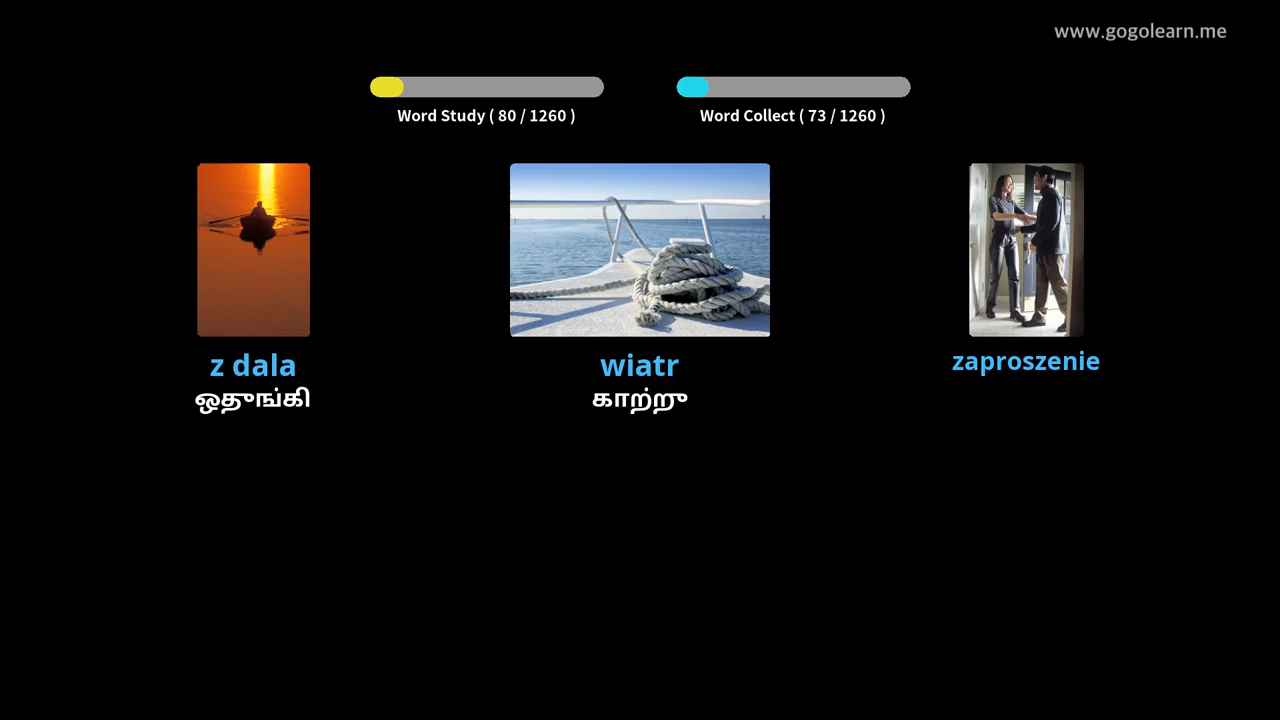 www.gogolearn.me
Word Study ( 80 / 1260 )
Word Collect ( 73 / 1260 )
z dala
ஒதுங்கி
wiatr
காற்று
zaproszenie